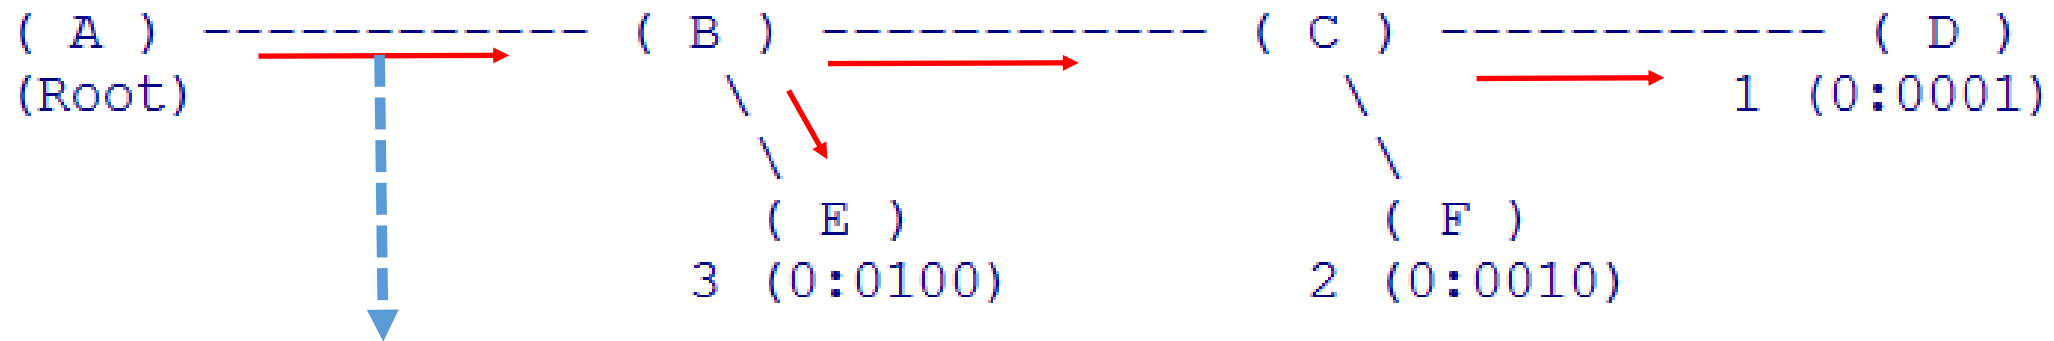 ( A ) ------------ ( B ) ------------ ( C ) ------------ ( D )
(Root) \ \ 1 (0:0001)
\ \
( E ) ( F )
3 (0:0100) 2 (0:0010)